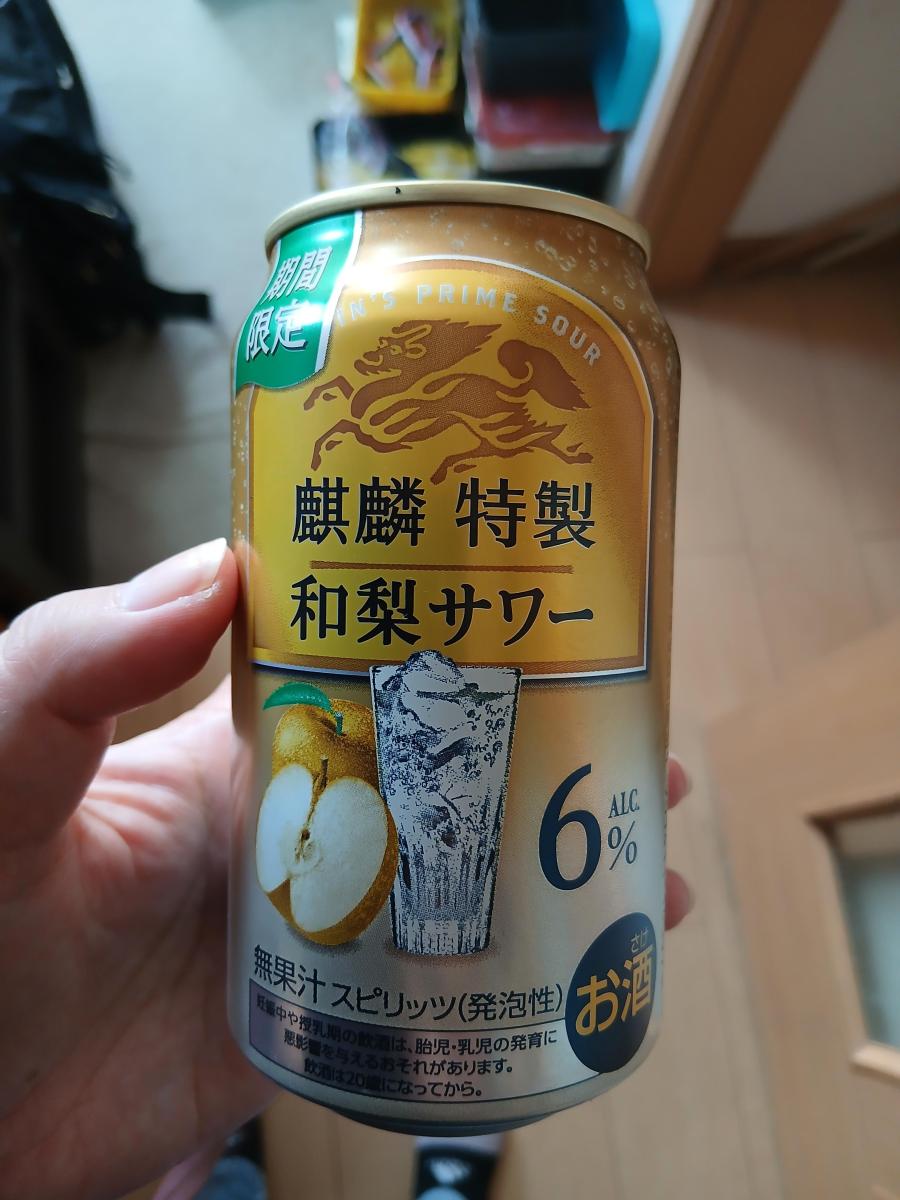 期間
限定
IN'S PRIME SOUR
麒麟 特製
和梨サワー
6 ALC. %
無果汁 スピリッツ(発泡性)
さけ
お酒
妊娠中や授乳期の飲酒は、胎児・乳児の発育に
悪影響を与えるおそれがあります。
飲酒は20歳になってから。